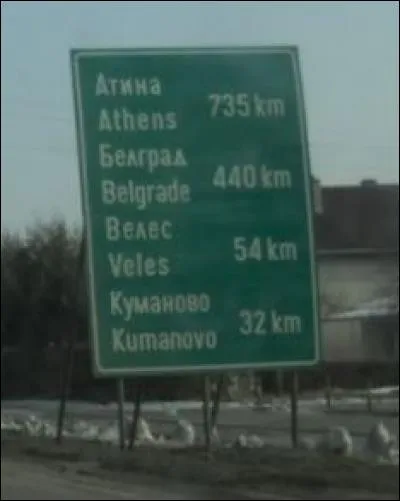 Атина
Athens 735 km
Белград
Belgrade 440 km
Велес
Veles 54 km
Куманово
Kumanovo 32 km